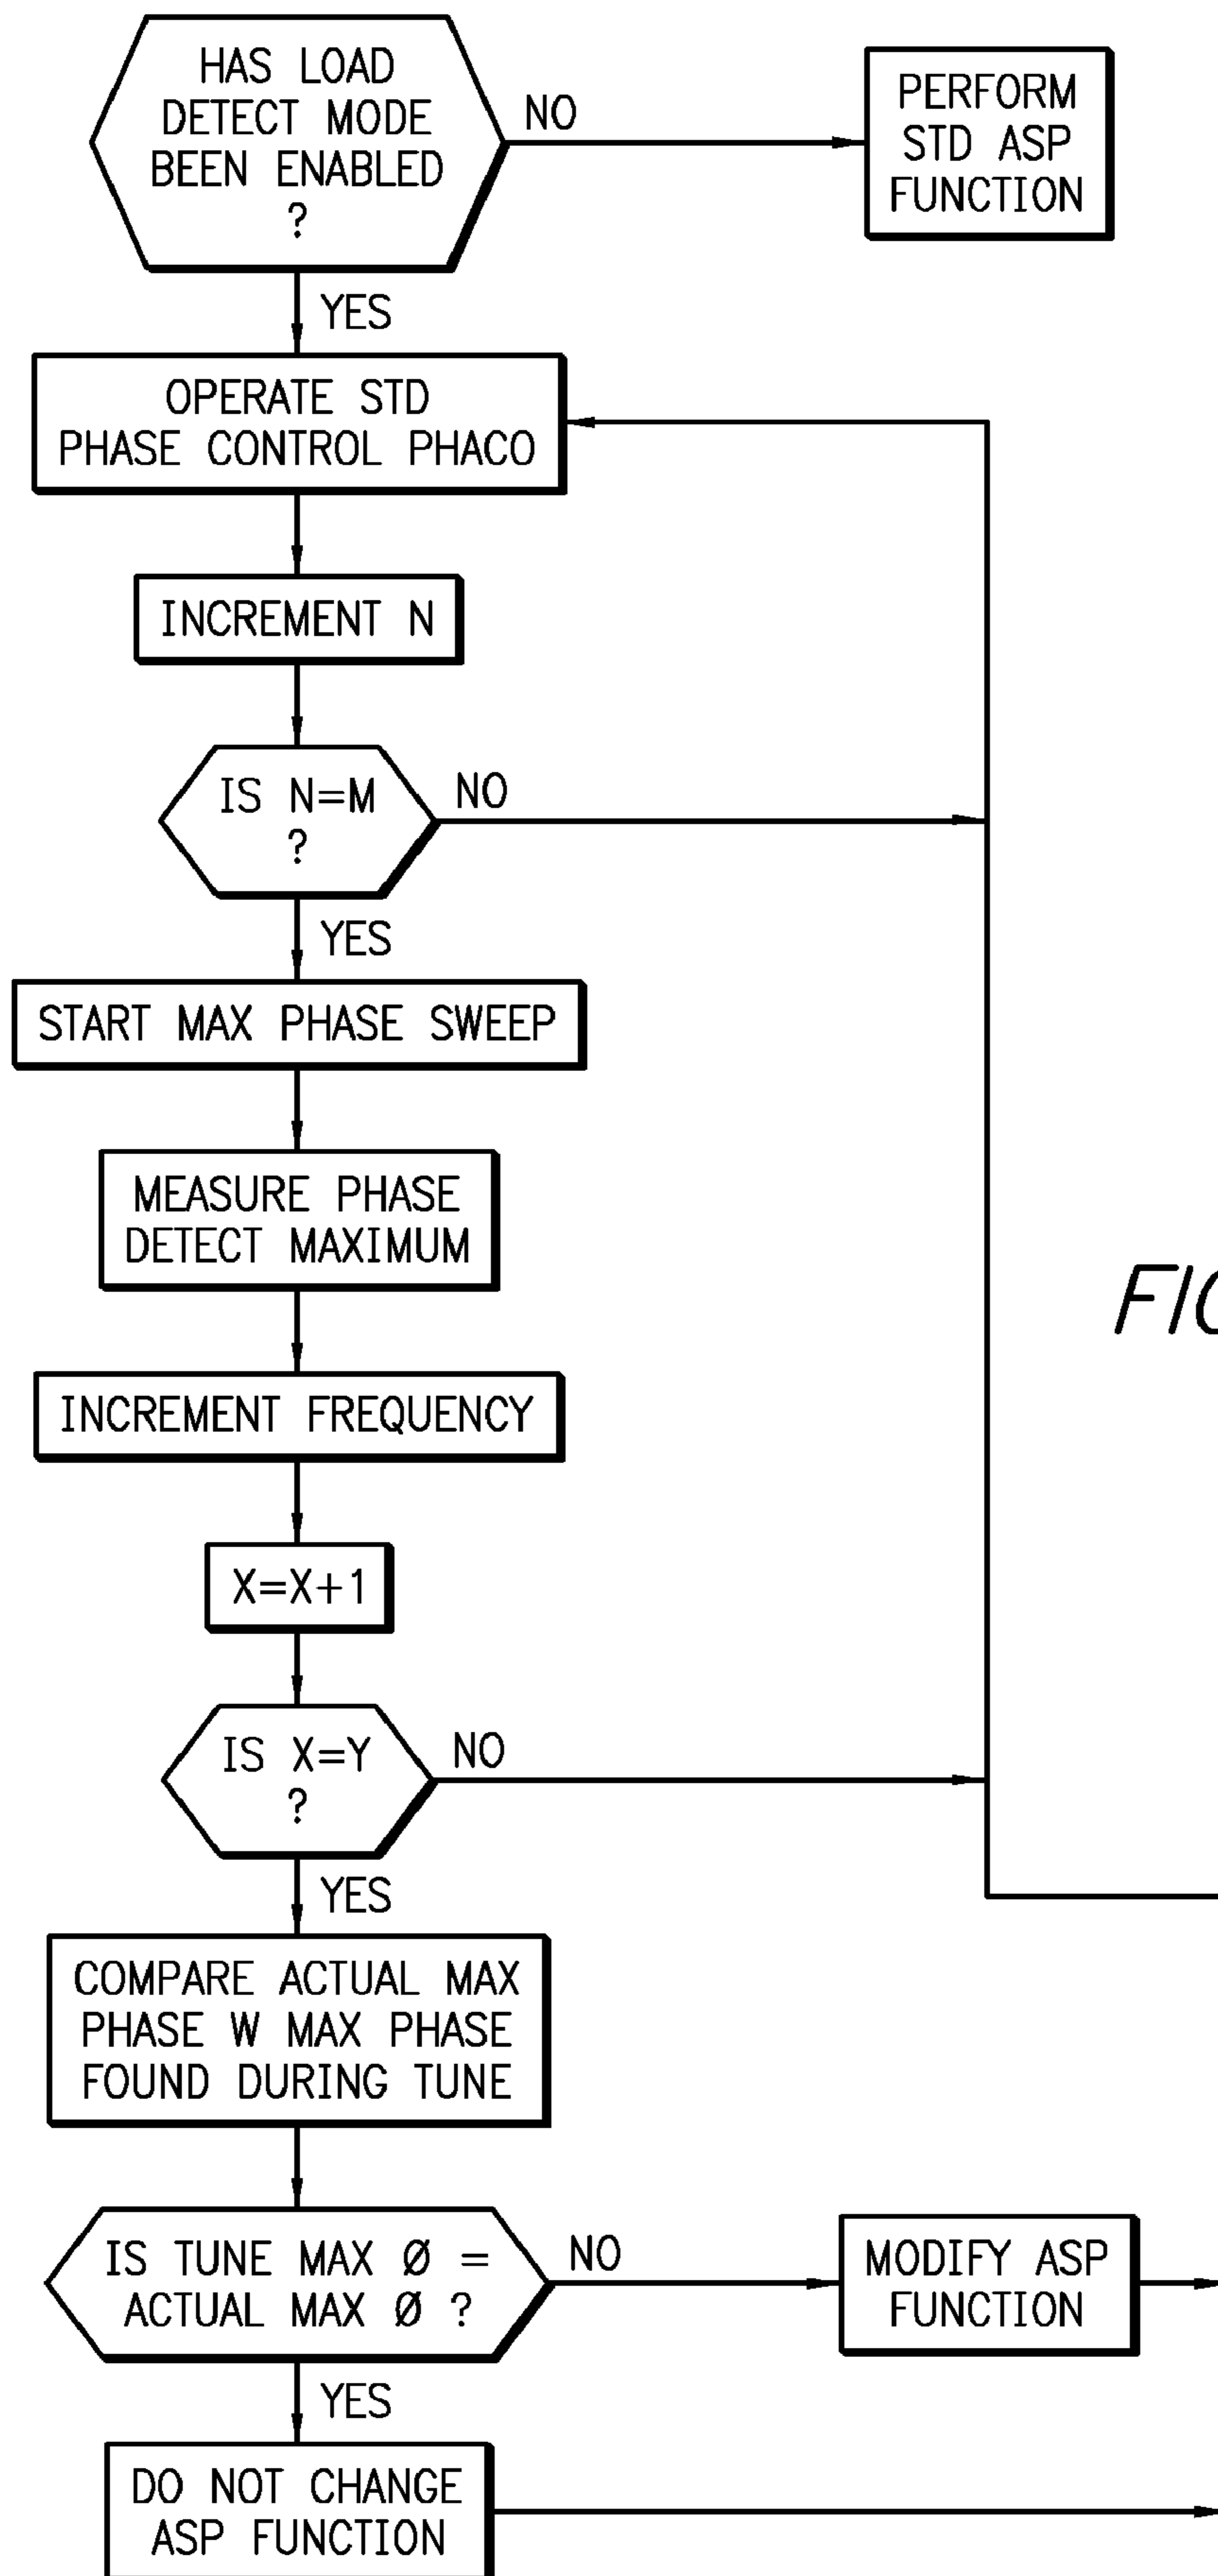 HAS LOAD
DETECT MODE
BEEN ENABLED
?
NO
PERFORM
STD ASP
FUNCTION
YES
OPERATE STD
PHASE CONTROL PHACO
INCREMENT N
IS N=M
?
NO
YES
START MAX PHASE SWEEP
MEASURE PHASE
DETECT MAXIMUM
FIG
INCREMENT FREQUENCY
X=X+1
IS X=Y
?
NO
YES
COMPARE ACTUAL MAX
PHASE W MAX PHASE
FOUND DURING TUNE
IS TUNE MAX Ø =
ACTUAL MAX Ø ?
NO
MODIFY ASP
FUNCTION
YES
DO NOT CHANGE
ASP FUNCTION